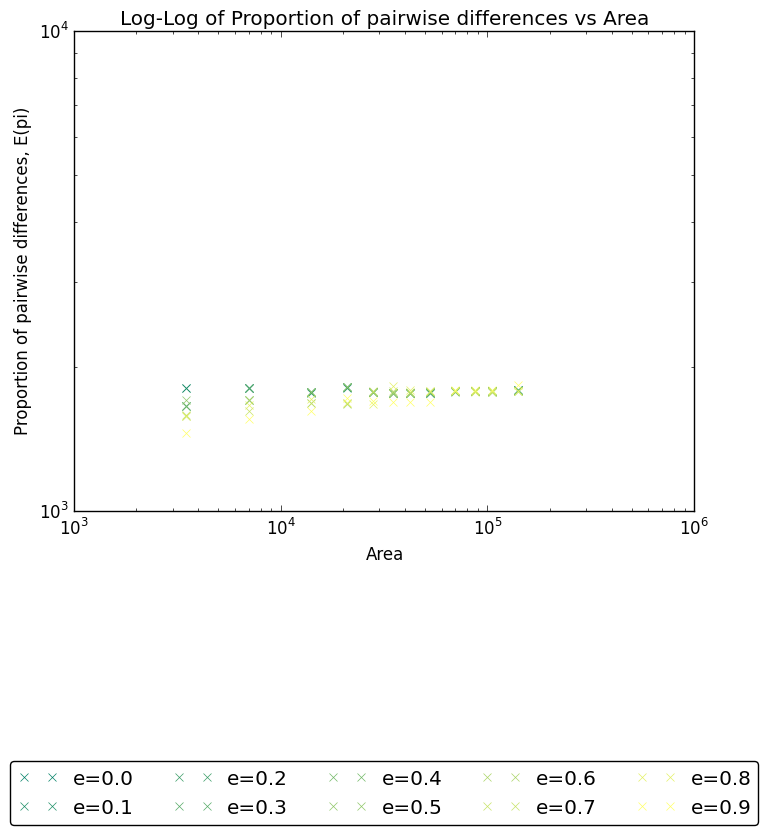 Log-Log of Proportion of pairwise differences vs Area
10^4
Proportion of pairwise differences, E(pi)
10^3
10^3 10^4 10^5 10^6
Area
e=0.0 e=0.2 e=0.4 e=0.6 e=0.8
e=0.1 e=0.3 e=0.5 e=0.7 e=0.9